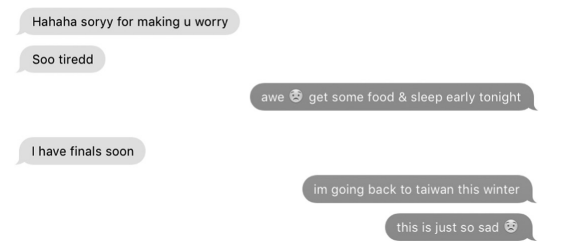 Hahaha soryy for making u worry
Soo tiredd
awe 😢 get some food & sleep early tonight
I have finals soon
im going back to taiwan this winter
this is just so sad 😢